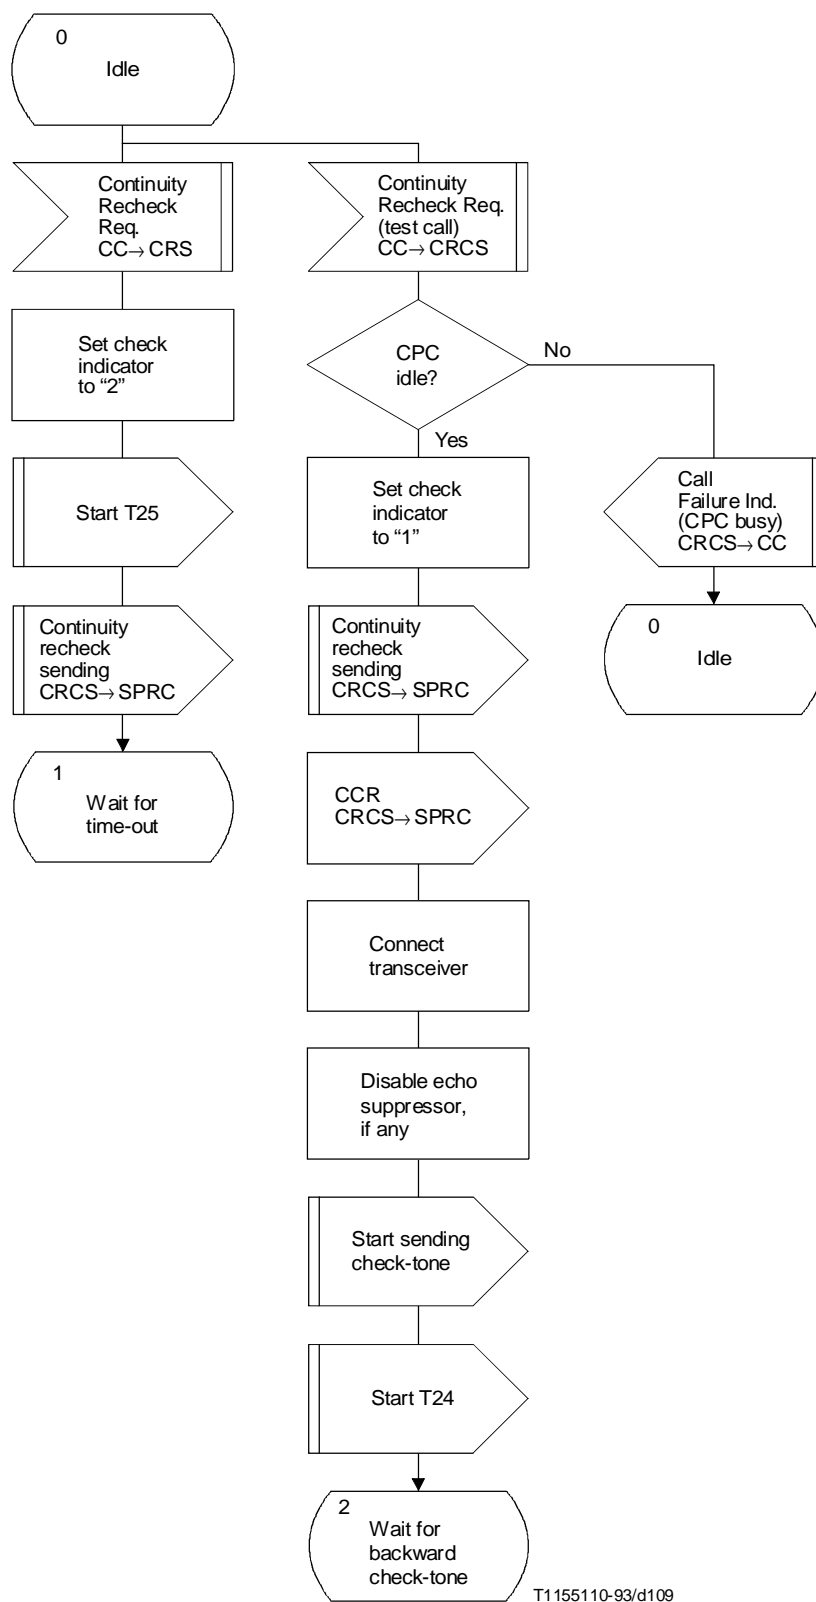 0
Idle
Continuity
Recheck
Req.
CC→CRS
Continuity
Recheck Req.
(test call)
CC→CRCS
Set check
indicator
to “2”
CPC
idle?
No
Yes
Start T25
Set check
indicator
to “1”
Call
Failure Ind.
(CPC busy)
CRCS→CC
Continuity
recheck
sending
CRCS→SPRC
Continuity
recheck
sending
CRCS→SPRC
0
Idle
1
Wait for
time-out
CCR
CRCS→SPRC
Connect
transceiver
Disable echo
suppressor,
if any
Start sending
check-tone
Start T24
2
Wait for
backward
check-tone
T1155110-93/d109